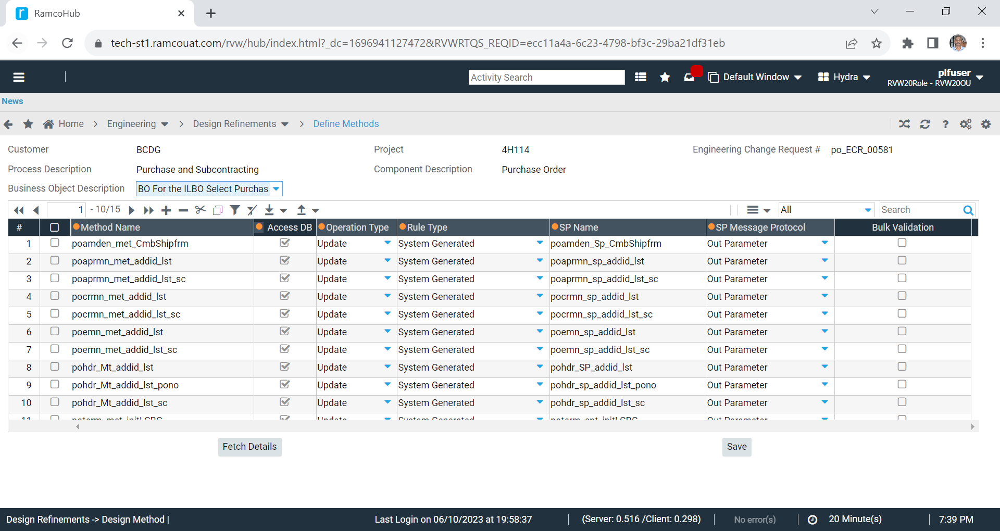 RamcoHub
tech-st1.ramcouat.com/rvw/hub/index.html?_dc=1696941127472&RVWRTQS_REQID=ecc11a4a-6c23-4798-bf3c-29ba21df31eb
Activity Search
Default Window
Hydra
plfuser
RVW20Role - RVW20OU
News
Home > Engineering > Design Refinements > Define Methods
Customer BCDG Project 4H114 Engineering Change Request # po_ECR_00581
Process Description Purchase and Subcontracting Component Description Purchase Order
Business Object Description BO For the ILBO Select Purchas
1 - 10/15 All Search
# Method Name Access DB Operation Type Rule Type SP Name SP Message Protocol Bulk Validation
1 poamden_met_CmbShipfrm Update System Generated poamden_Sp_CmbShipfrm Out Parameter
2 poaprmn_met_addid_lst Update System Generated poaprmn_sp_addid_lst Out Parameter
3 poaprmn_met_addid_lst_sc Update System Generated poaprmn_sp_addid_lst_sc Out Parameter
4 pocrmn_met_addid_lst Update System Generated pocrmn_sp_addid_lst Out Parameter
5 pocrmn_met_addid_lst_sc Update System Generated pocrmn_sp_addid_lst_sc Out Parameter
6 poemn_met_addid_lst Update System Generated poemn_sp_addid_lst Out Parameter
7 poemn_met_addid_lst_sc Update System Generated poemn_sp_addid_lst_sc Out Parameter
8 pohdr_Mt_addid_lst Update System Generated pohdr_SP_addid_lst Out Parameter
9 pohdr_Mt_addid_lst_pono Update System Generated pohdr_sp_addid_lst_pono Out Parameter
10 pohdr_Mt_addid_lst_sc Update System Generated pohdr_sp_addid_lst_sc Out Parameter
11 Update System Generated Out Parameter
Fetch Details Save
Design Refinements -> Design Method | Last Login on 06/10/2023 at 19:58:37 (Server: 0.516 /Client: 0.298) No error(s) 20 Minute(s) 7:39 PM